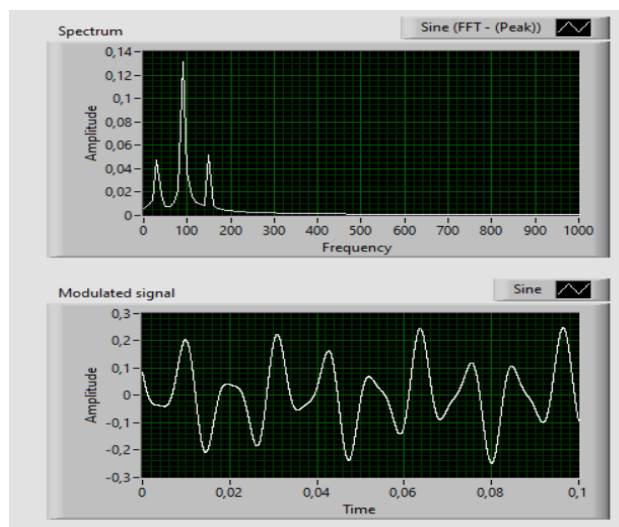 Spectrum
Sine (FFT - (Peak))
Amplitude
0,14
0,12
0,1
0,08
0,06
0,04
0,02
0
0 100 200 300 400 500 600 700 800 900 1000
Frequency
Modulated signal
Sine
Amplitude
0,3
0,2
0,1
0
-0,1
-0,2
-0,3
0 0,02 0,04 0,06 0,08 0,1
Time